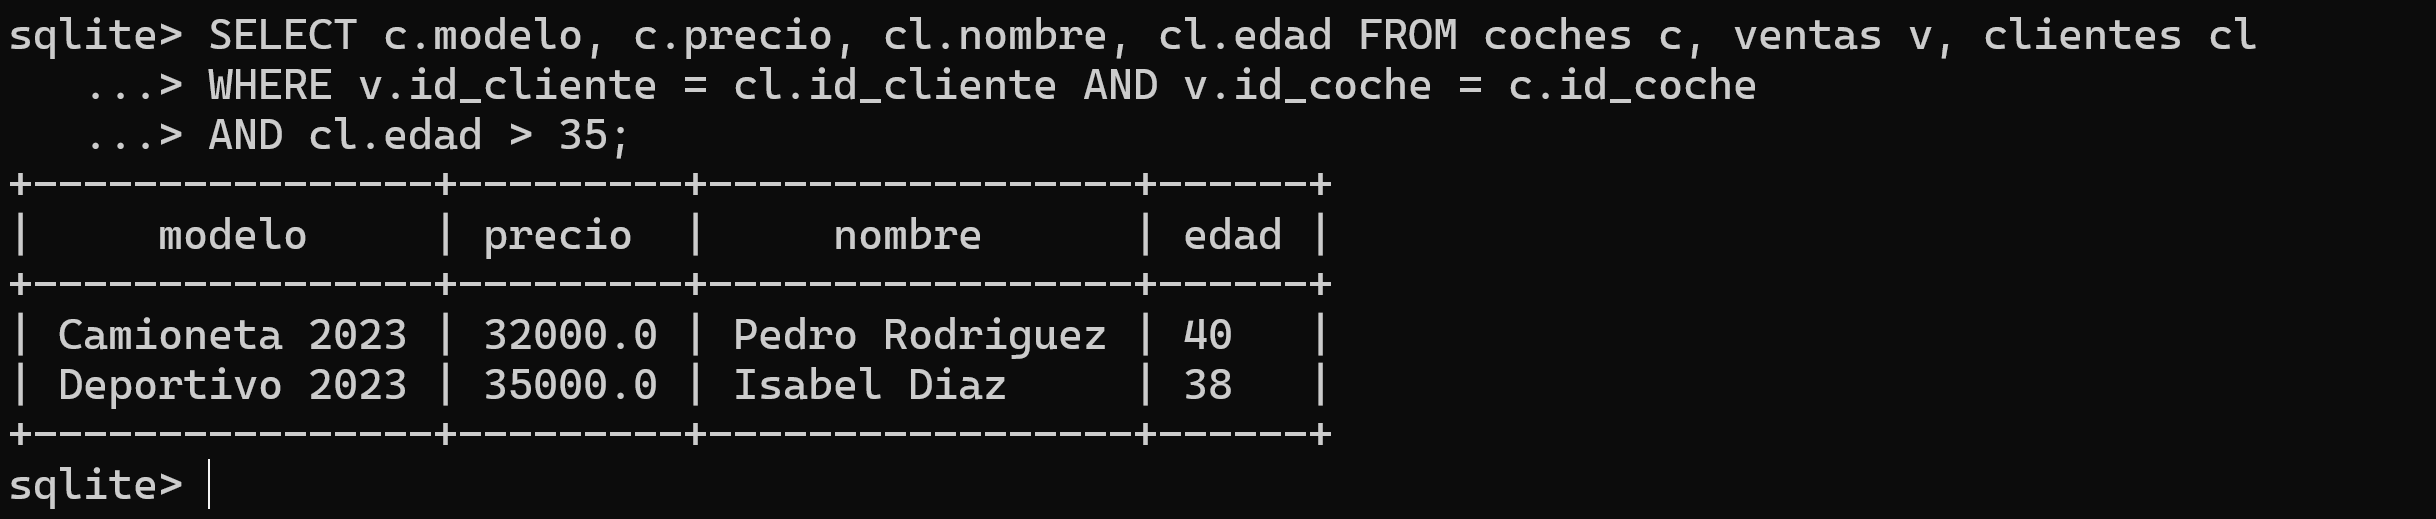 sqlite> SELECT c.modelo, c.precio, cl.nombre, cl.edad FROM coches c, ventas v, clientes cl
   ...> WHERE v.id_cliente = cl.id_cliente AND v.id_coche = c.id_coche
   ...> AND cl.edad > 35;
+----------------+---------+-----------------+------+
|     modelo     | precio  |     nombre      | edad |
+----------------+---------+-----------------+------+
| Camioneta 2023 | 32000.0 | Pedro Rodriguez | 40   |
| Deportivo 2023 | 35000.0 | Isabel Diaz     | 38   |
+----------------+---------+-----------------+------+
sqlite>